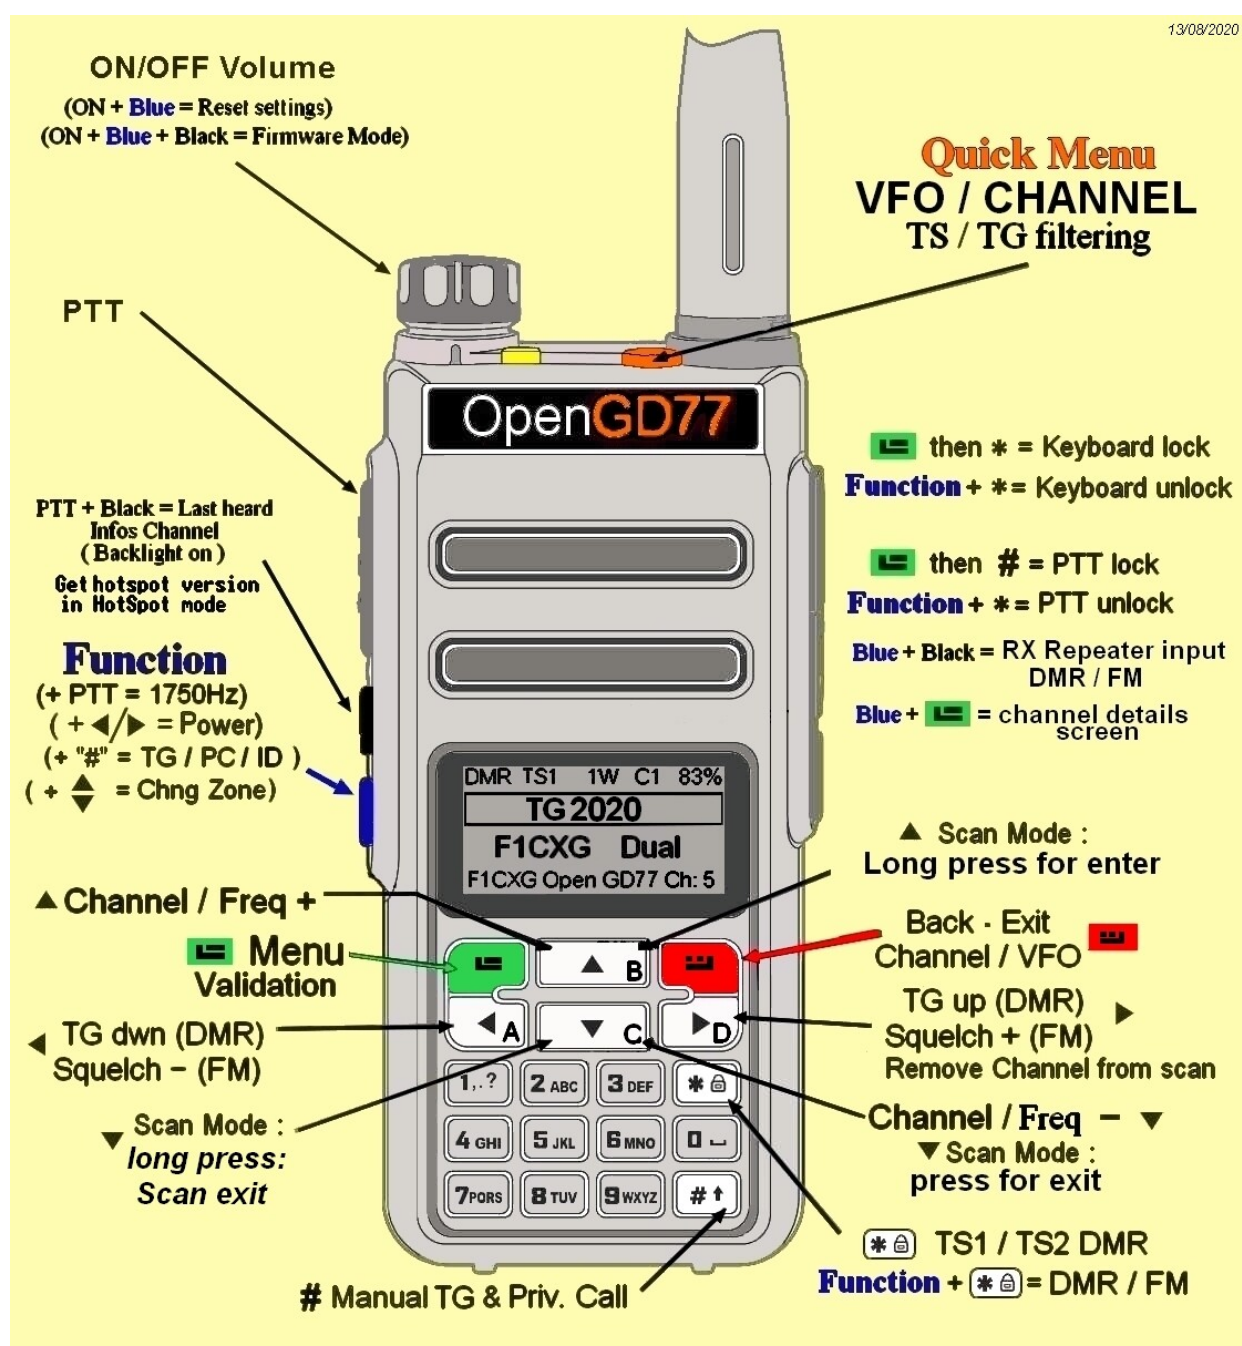 13/08/2020
ON/OFF Volume
(ON + Blue = Reset settings)
(ON + Blue + Black = Firmware Mode)
Quick Menu
VFO / CHANNEL
TS / TG filtering
PTT
OpenGD77
then * = Keyboard lock
Function + * = Keyboard unlock
PTT + Black = Last heard
Infos Channel
( Backlight on )
Get hotspot version
in HotSpot mode
then # = PTT lock
Function + * = PTT unlock
Blue + Black = RX Repeater input
DMR / FM
Blue + = channel details
screen
Function
(+ PTT = 1750Hz)
( + ◀/▶ = Power)
(+ "#" = TG / PC / ID )
( + ▲▼ = Chng Zone)
DMR TS1 1W C1 83%
TG 2020
F1CXG Dual
F1CXG Open GD77 Ch: 5
▲ Scan Mode :
Long press for enter
▲ Channel / Freq +
Menu
Validation
Back - Exit
Channel / VFO
◀ TG dwn (DMR)
Squelch - (FM)
TG up (DMR) ▶
Squelch + (FM)
Remove Channel from scan
▲ B
◀ A
▼ C
▶ D
1,.? 2 ABC 3 DEF *
4 GHI 5 JKL 6 MNO 0
7PQRS 8 TUV 9 WXYZ #
▼ Scan Mode :
long press:
Scan exit
Channel / Freq - ▼
▼ Scan Mode :
press for exit
# Manual TG & Priv. Call
* TS1 / TS2 DMR
Function + * = DMR / FM